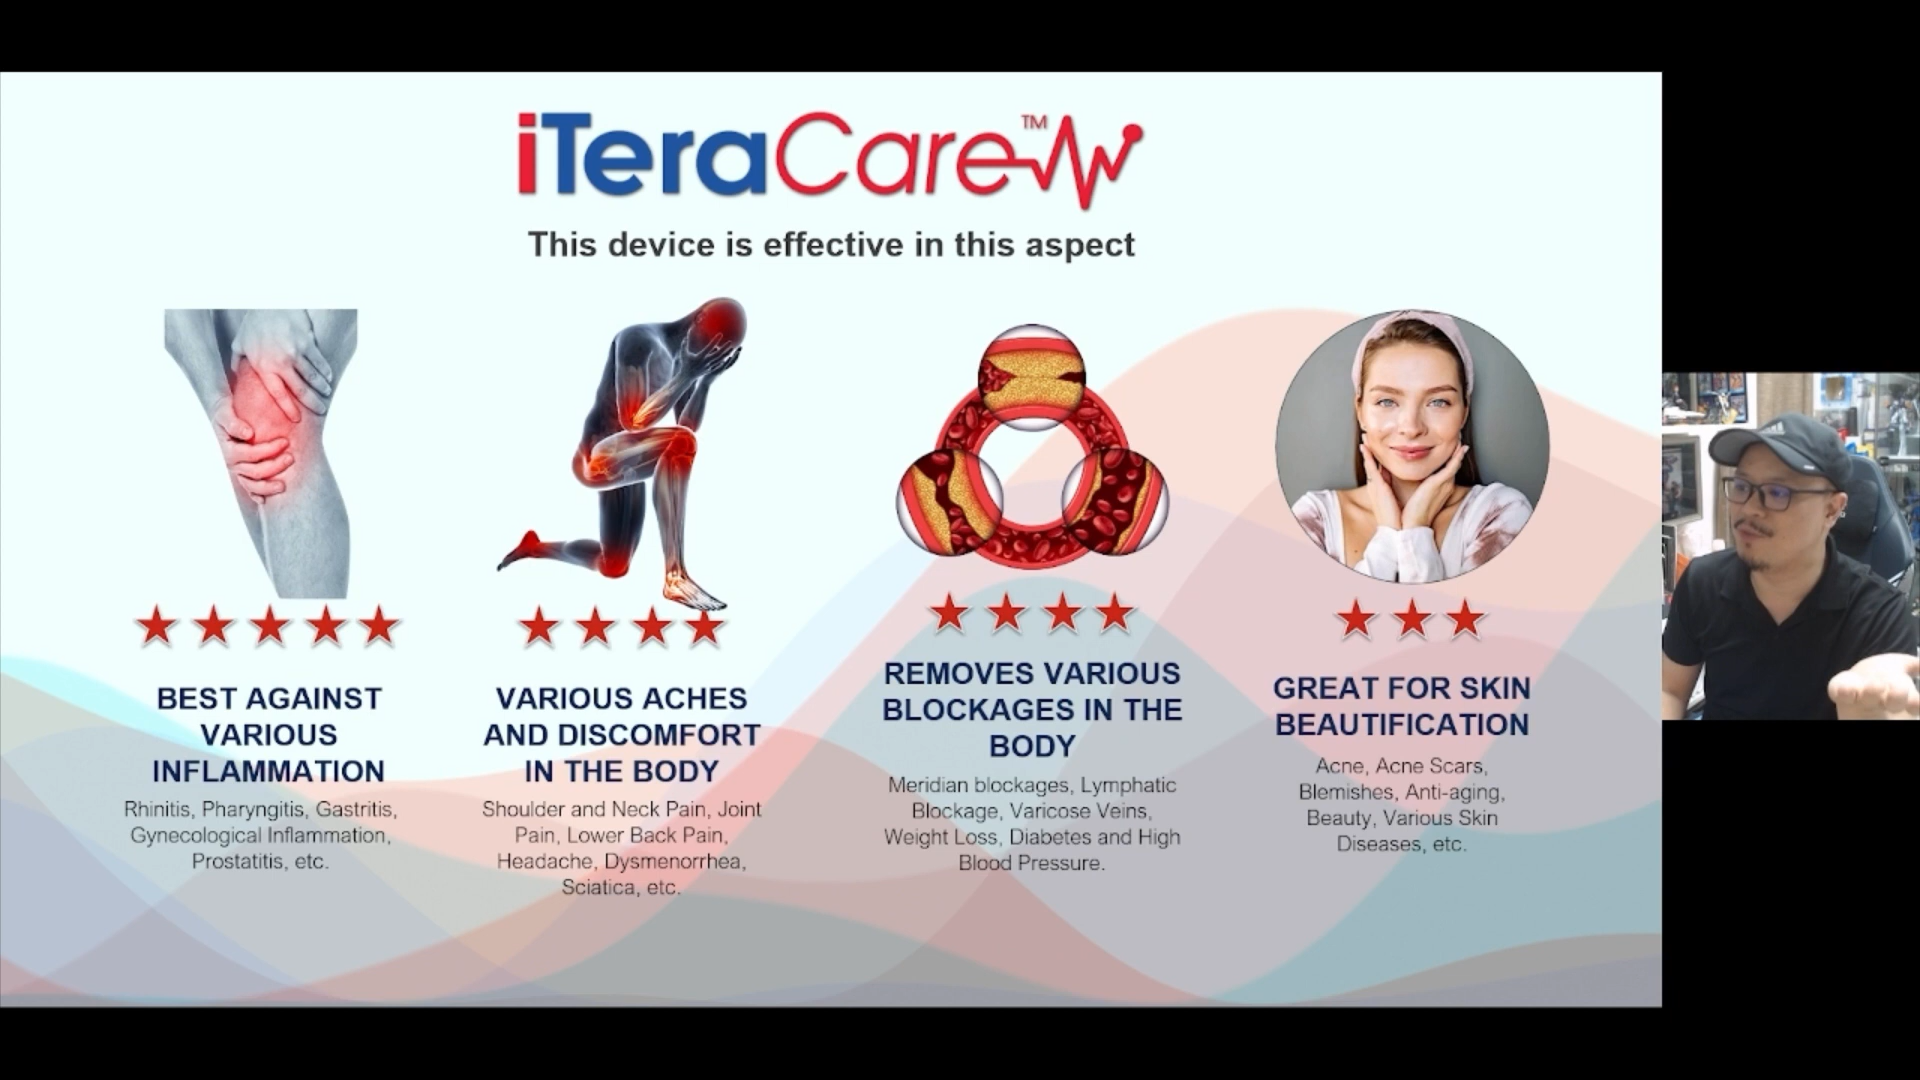 iTeraCare™
This device is effective in this aspect
BEST AGAINST
VARIOUS
INFLAMMATION
Rhinitis, Pharyngitis, Gastritis,
Gynecological Inflammation,
Prostatitis, etc.
VARIOUS ACHES
AND DISCOMFORT
IN THE BODY
Shoulder and Neck Pain, Joint
Pain, Lower Back Pain,
Headache, Dysmenorrhea,
Sciatica, etc.
REMOVES VARIOUS
BLOCKAGES IN THE
BODY
Meridian blockages, Lymphatic
Blockage, Varicose Veins,
Weight Loss, Diabetes and High
Blood Pressure.
GREAT FOR SKIN
BEAUTIFICATION
Acne, Acne Scars,
Blemishes, Anti-aging,
Beauty, Various Skin
Diseases, etc.